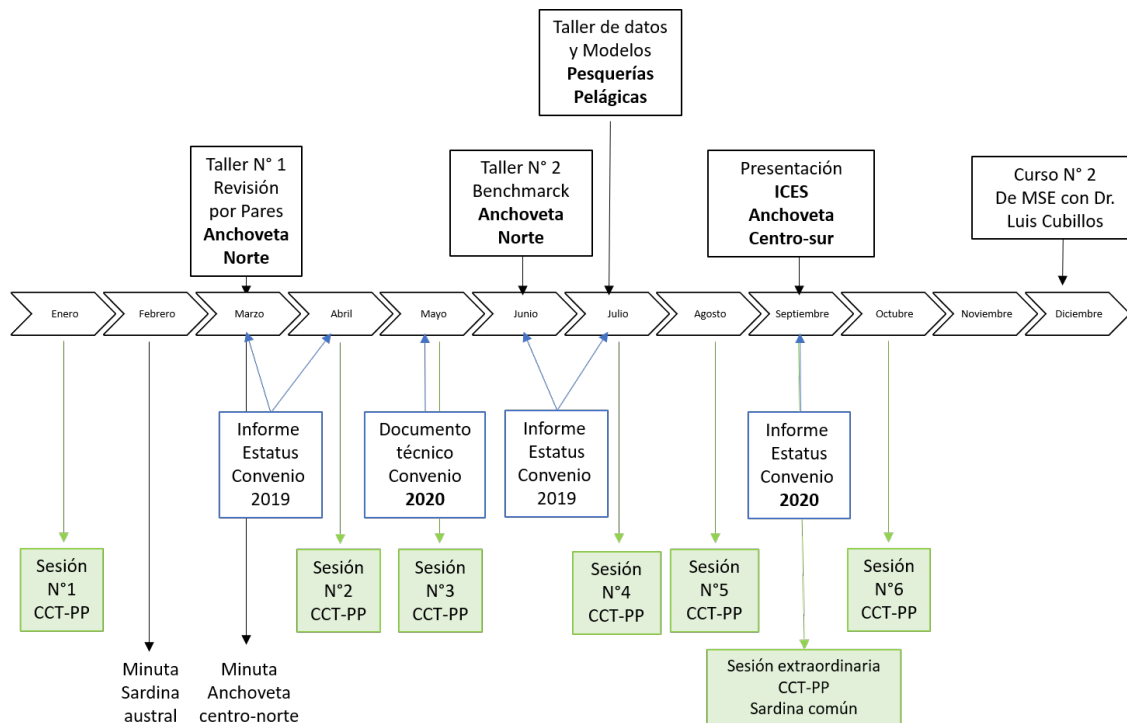 Taller de datos
y Modelos
Pesquerías
Pelágicas
Taller N° 1
Revisión
por Pares
Anchoveta
Norte
Taller N° 2
Benchmarck
Anchoveta
Norte
Presentación
ICES
Anchoveta
Centro-sur
Curso N° 2
De MSE con Dr.
Luis Cubillos
Enero
Febrero
Marzo
Abril
Mayo
Junio
Julio
Agosto
Septiembre
Octubre
Noviembre
Diciembre
Informe
Estatus
Convenio
2019
Documento
técnico
Convenio
2020
Informe
Estatus
Convenio
2019
Informe
Estatus
Convenio
2020
Sesión
N°1
CCT-PP
Sesión
N°2
CCT-PP
Sesión
N°3
CCT-PP
Sesión
N°4
CCT-PP
Sesión
N°5
CCT-PP
Sesión
N°6
CCT-PP
Minuta
Sardina
austral
Minuta
Anchoveta
centro-norte
Sesión extraordinaria
CCT-PP
Sardina común